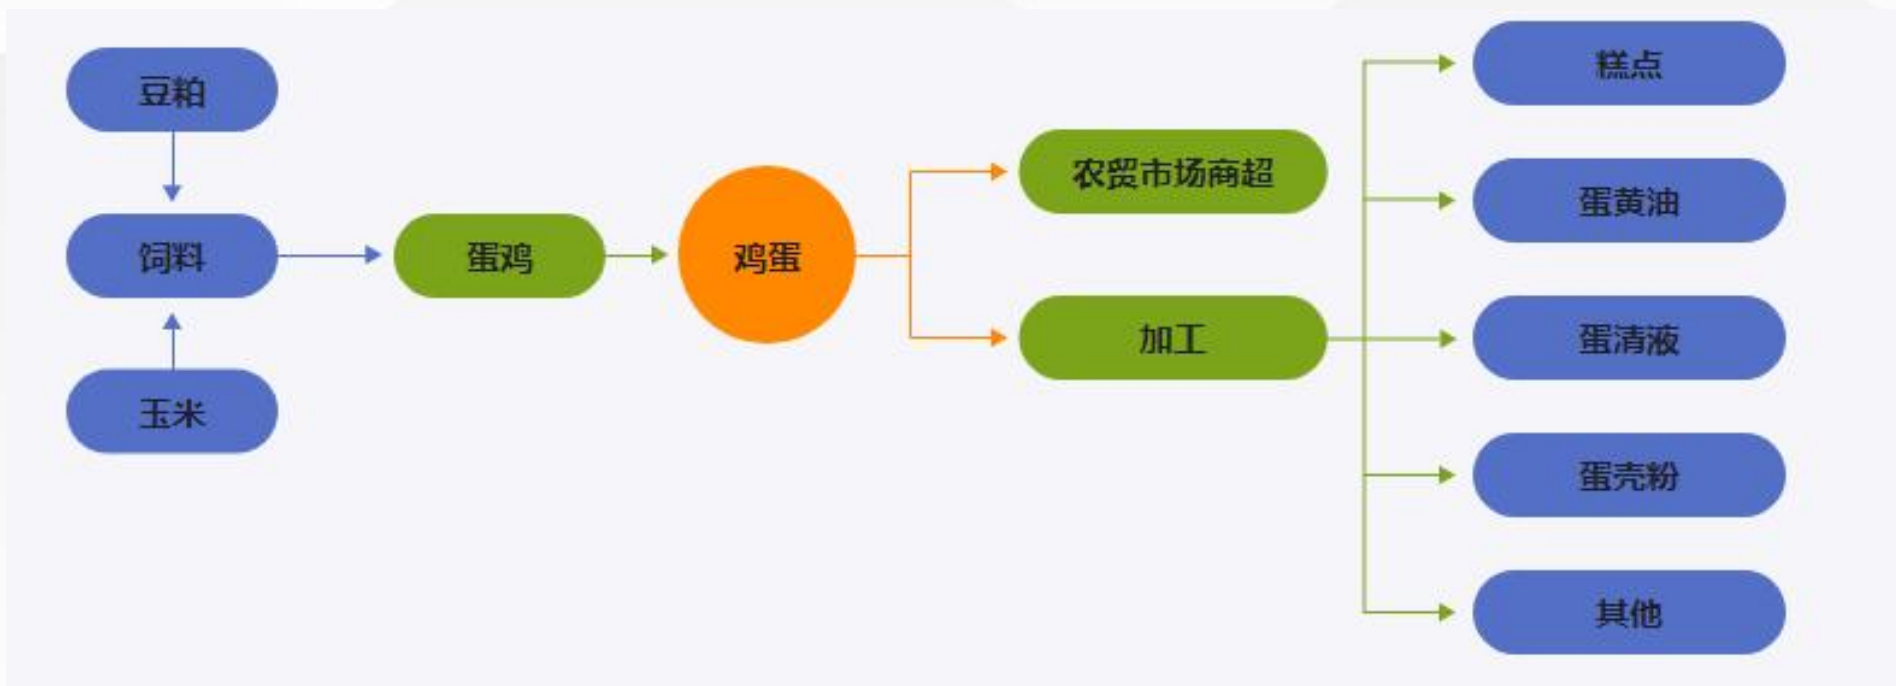 豆粕
饲料
玉米
蛋鸡
鸡蛋
农贸市场商超
加工
糕点
蛋黄油
蛋清液
蛋壳粉
其他